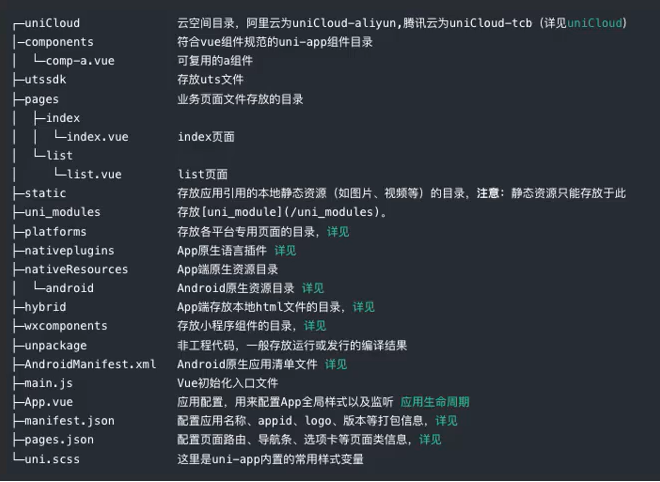 ┌─uniCloud 云空间目录，阿里云为uniCloud-aliyun,腾讯云为uniCloud-tcb（详见uniCloud）
│─components 符合vue组件规范的uni-app组件目录
│ └─comp-a.vue 可复用的a组件
├─utssdk 存放uts文件
├─pages 业务页面文件存放的目录
│ ├─index
│ │ └─index.vue index页面
│ └─list
│ └─list.vue list页面
├─static 存放应用引用的本地静态资源（如图片、视频等）的目录，注意：静态资源只能存放于此
├─uni_modules 存放[uni_module](/uni_modules)。
├─platforms 存放各平台专用页面的目录，详见
├─nativeplugins App原生语言插件 详见
├─nativeResources App端原生资源目录
│ └─android Android原生资源目录 详见
├─hybrid App端存放本地html文件的目录，详见
├─wxcomponents 存放小程序组件的目录，详见
├─unpackage 非工程代码，一般存放运行或发行的编译结果
├─AndroidManifest.xml Android原生应用清单文件 详见
├─main.js Vue初始化入口文件
├─App.vue 应用配置，用来配置App全局样式以及监听 应用生命周期
├─manifest.json 配置应用名称、appid、logo、版本等打包信息，详见
├─pages.json 配置页面路由、导航条、选项卡等页面类信息，详见
└─uni.scss 这里是uni-app内置的常用样式变量